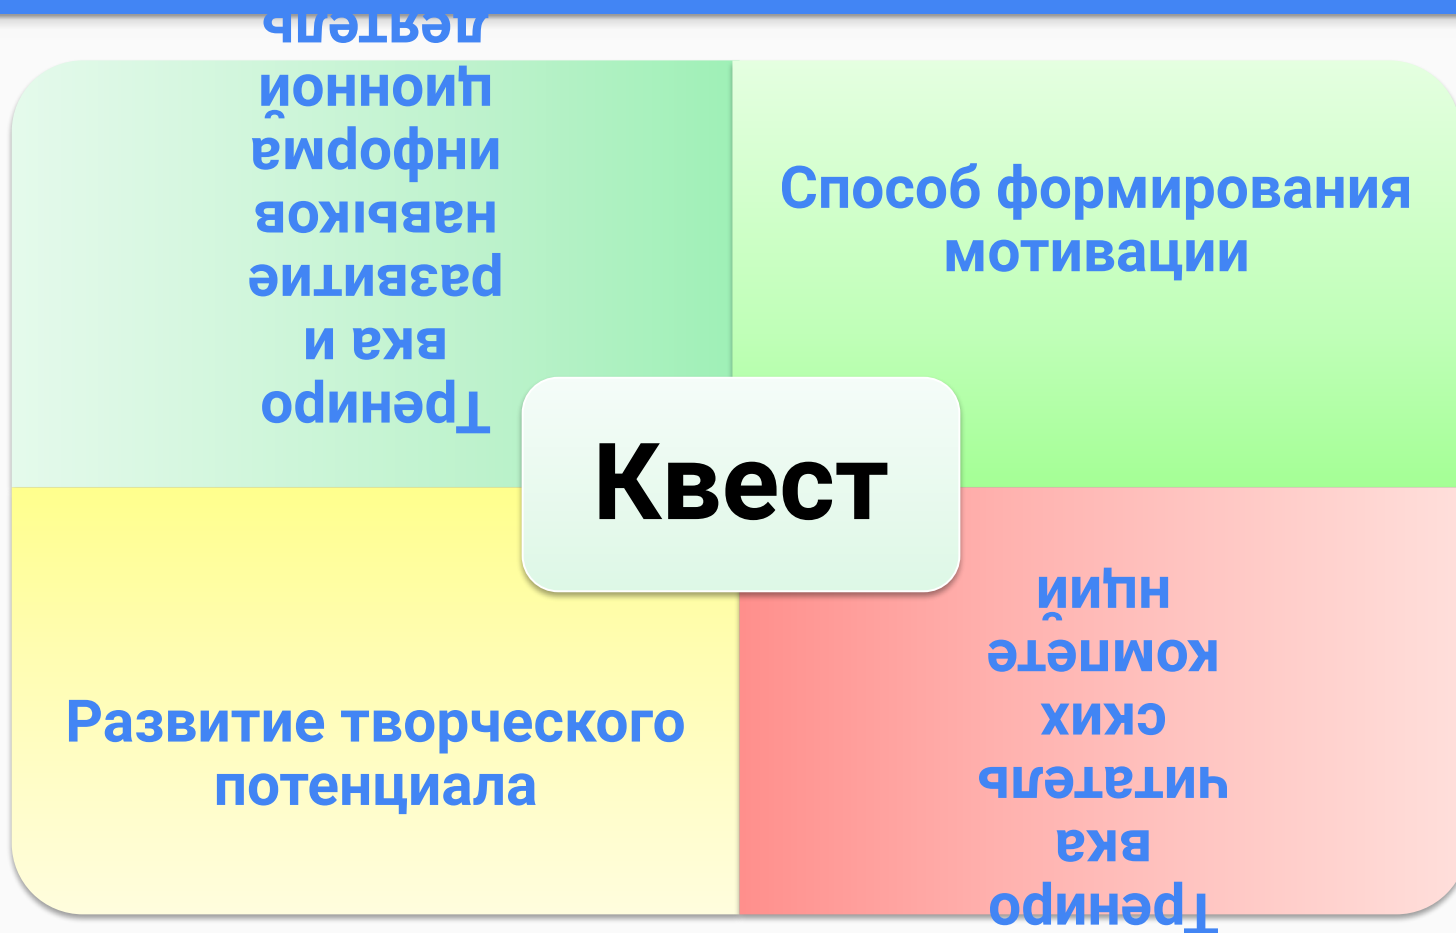 Трениро
вка и
развитие
навыков
информа
ционной
деятель
Способ формирования
мотивации
Квест
Развитие творческого
потенциала
Трениро
вка
читатель
ских
компете
нций